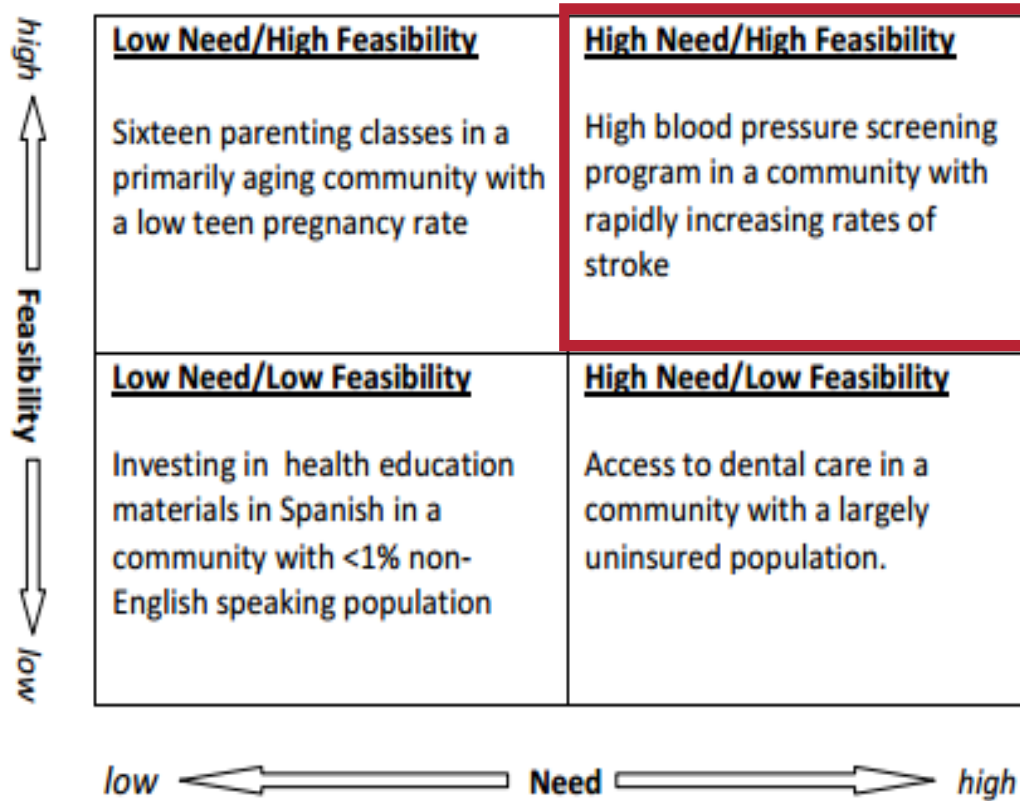 high
Feasibility
low
Low Need/High Feasibility
Sixteen parenting classes in a
primarily aging community with
a low teen pregnancy rate
High Need/High Feasibility
High blood pressure screening
program in a community with
rapidly increasing rates of
stroke
Low Need/Low Feasibility
Investing in health education
materials in Spanish in a
community with <1% non-
English speaking population
High Need/Low Feasibility
Access to dental care in a
community with a largely
uninsured population.
low Need high